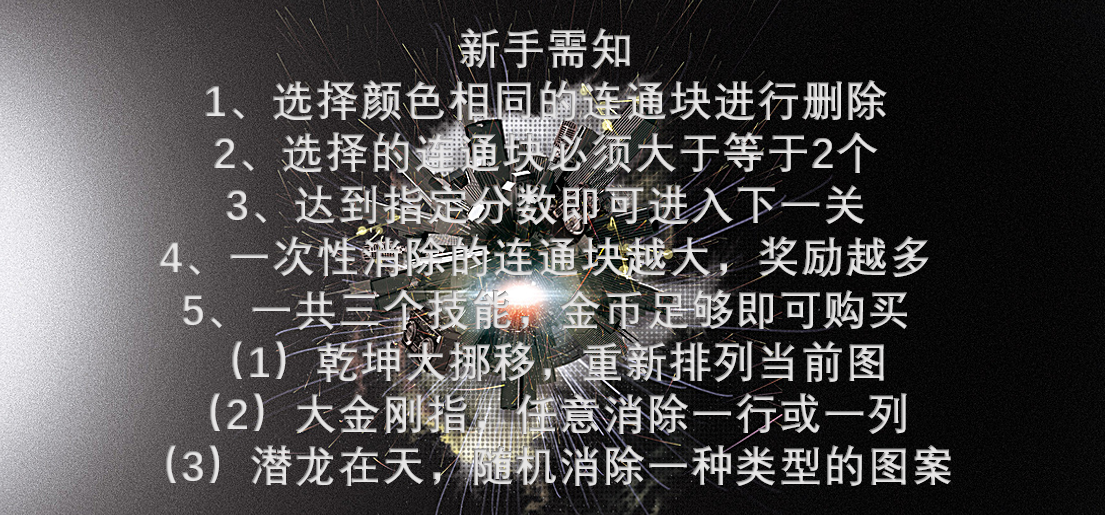 新手需知
1、选择颜色相同的连通块进行删除
2、选择的连通块必须大于等于2个
3、达到指定分数即可进入下一关
4、一次性消除的连通块越大，奖励越多
5、一共三个技能，金币足够即可购买
（1）乾坤大挪移，重新排列当前图
（2）大金刚指，任意消除一行或一列
（3）潜龙在天，随机消除一种类型的图案